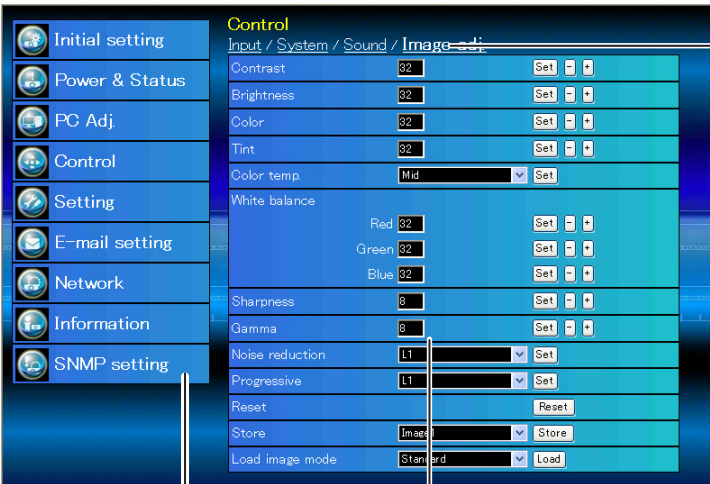 Initial setting
Power & Status
PC Adj.
Control
Setting
E-mail setting
Network
Information
SNMP setting
Control
Input / System / Sound / Image adj.
Contrast 32 Set - +
Brightness 32 Set - +
Color 32 Set - +
Tint 32 Set - +
Color temp. Mid Set
White balance
Red 32 Set - +
Green 32 Set - +
Blue 32 Set - +
Sharpness 8 Set - +
Gamma 8 Set - +
Noise reduction L1 Set
Progressive L1 Set
Reset Reset
Store Image1 Store
Load image mode Standard Load